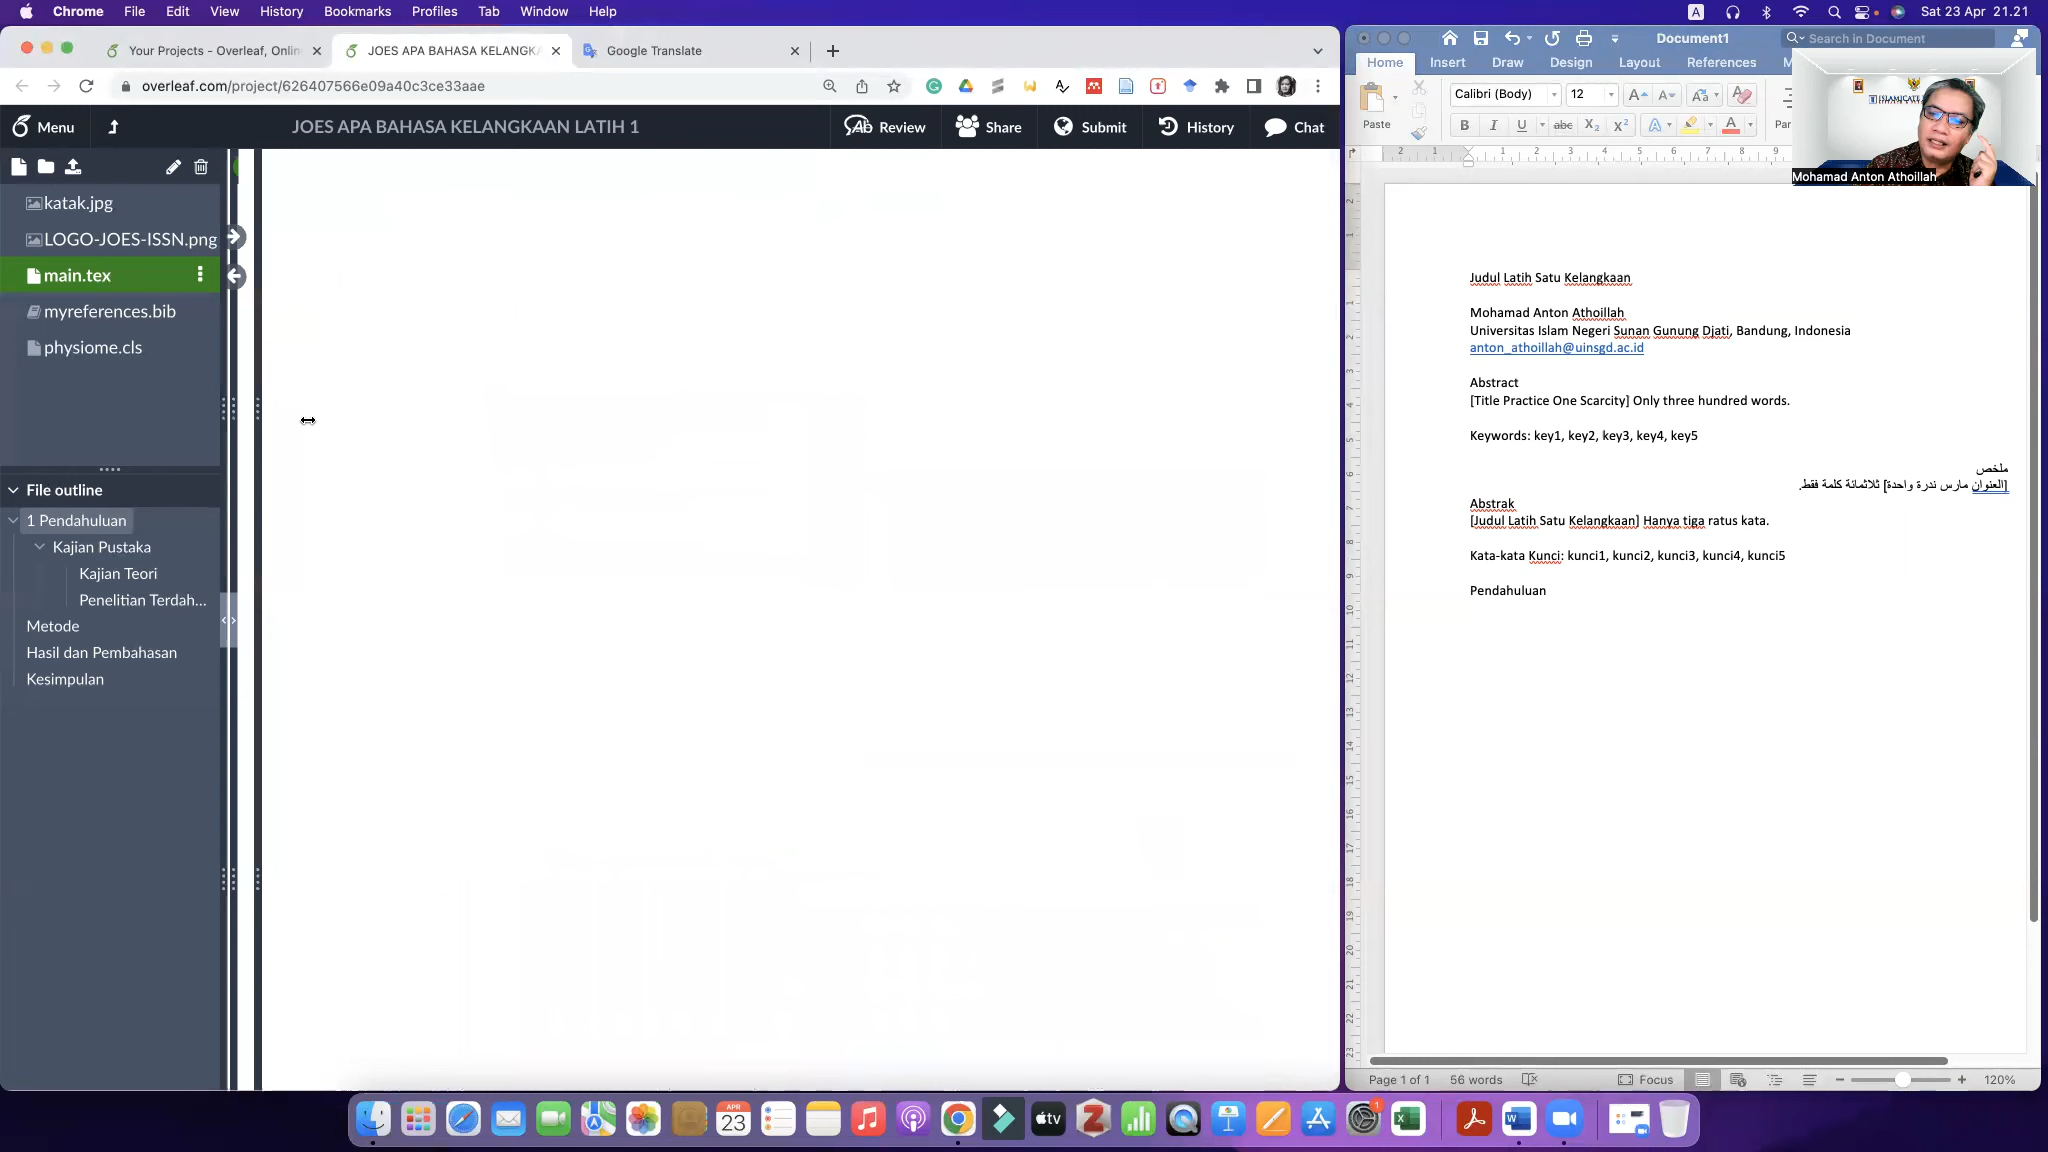 Chrome File Edit View History Bookmarks Profiles Tab Window Help
A Sat 23 Apr 21.21
Your Projects - Overleaf, Onlin
JOES APA BAHASA KELANGKA
Google Translate
overleaf.com/project/626407566e09a40c3ce33aae
Menu
JOES APA BAHASA KELANGKAAN LATIH 1
Review Share Submit History Chat
katak.jpg
LOGO-JOES-ISSN.png
main.tex
myreferences.bib
physiome.cls
File outline
1 Pendahuluan
Kajian Pustaka
Kajian Teori
Penelitian Terdah...
Metode
Hasil dan Pembahasan
Kesimpulan
Document1
Search in Document
Home Insert Draw Design Layout References M
Paste
Calibri (Body) 12
Par
Mohamad Anton Athoillah
Judul Latih Satu Kelangkaan
Mohamad Anton Athoillah
Universitas Islam Negeri Sunan Gunung Djati, Bandung, Indonesia
anton_athoillah@uinsgd.ac.id
Abstract
[Title Practice One Scarcity] Only three hundred words.
Keywords: key1, key2, key3, key4, key5
ملخص
[العنوان مارس ندرة واحدة] ثلاثمائة كلمة فقط.
Abstrak
[Judul Latih Satu Kelangkaan] Hanya tiga ratus kata.
Kata-kata Kunci: kunci1, kunci2, kunci3, kunci4, kunci5
Pendahuluan
Page 1 of 1 56 words Focus 120%
APR
23
tv